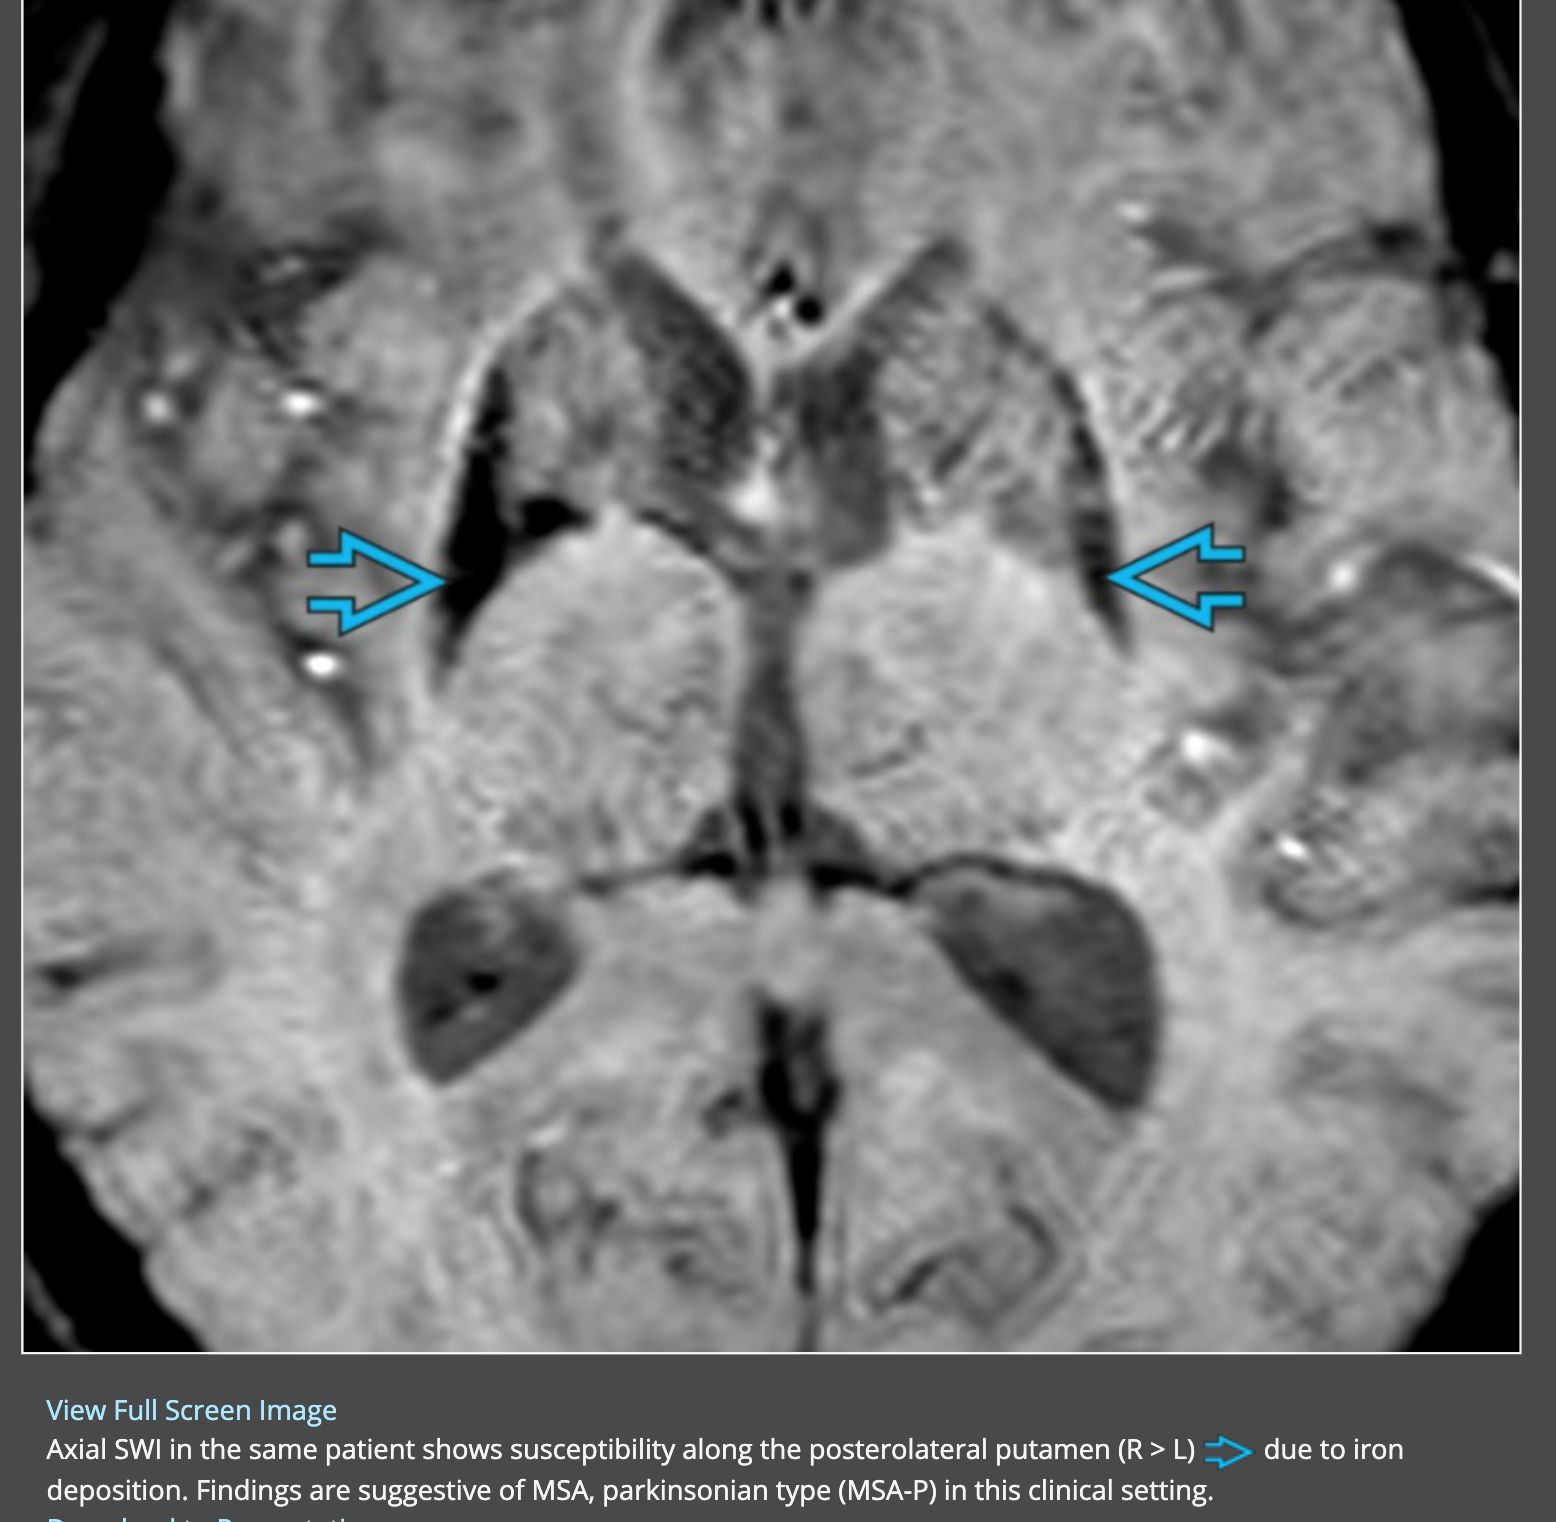 View Full Screen Image
Axial SWI in the same patient shows susceptibility along the posterolateral putamen (R > L) due to iron
deposition. Findings are suggestive of MSA, parkinsonian type (MSA-P) in this clinical setting.